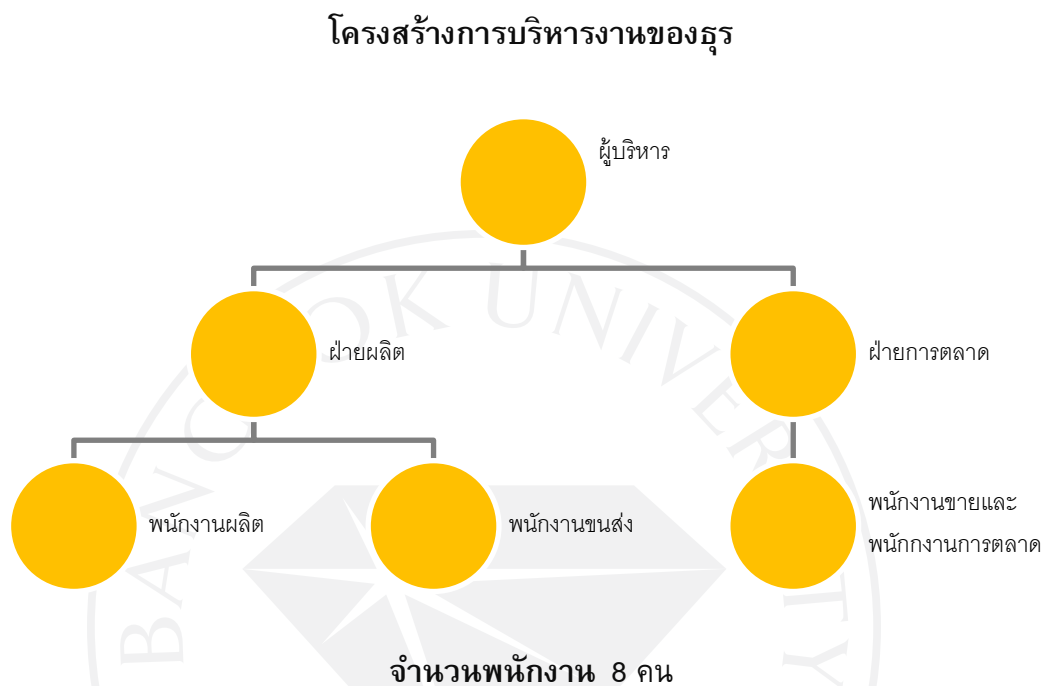 โครงสร้างการบริหารงานของธุร
ผู้บริหาร
ฝ่ายผลิต
ฝ่ายการตลาด
พนักงานผลิต
พนักงานขนส่ง
พนักงานขายและ
พนักกงานการตลาด
จำนวนพนักงาน 8 คน
BANGKOK UNIVERSITY